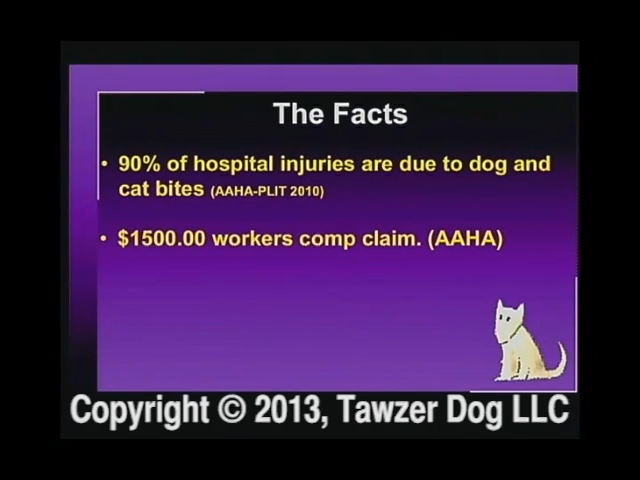 The Facts
• 90% of hospital injuries are due to dog and
cat bites (AAHA-PLIT 2010)
• $1500.00 workers comp claim. (AAHA)
Copyright © 2013, Tawzer Dog LLC